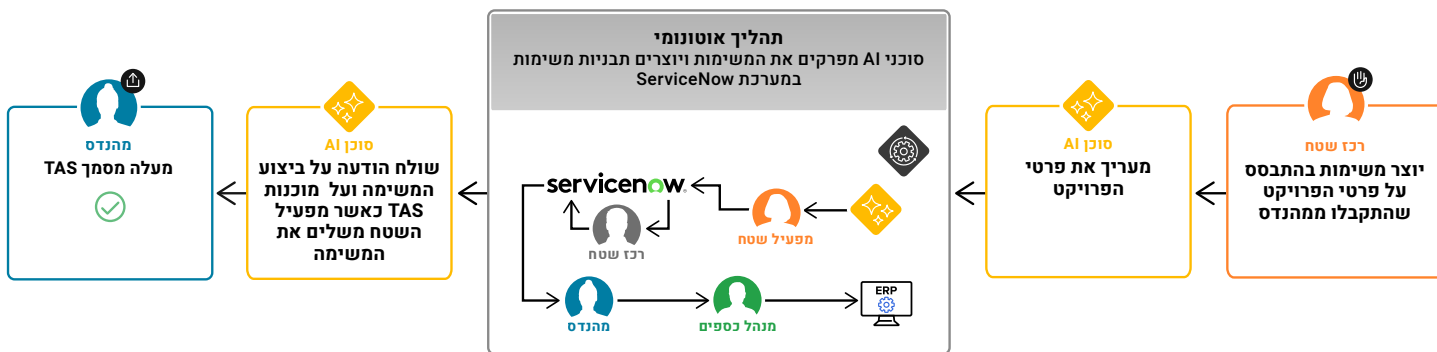 רכז שטח
יוצר משימות בהתבסס
על פרטי הפרויקט
שהתקבלו ממהנדס
סוכן AI
מעריך את פרטי
הפרויקט
תהליך אוטונומי
סוכני AI מפרקים את המשימות ויוצרים תבניות משימות
במערכת ServiceNow
servicenow
מפעיל שטח
רכז שטח
מהנדס
מנהל כספים
ERP
סוכן AI
שולח הודעה על ביצוע
המשימה ועל מוכנות
TAS כאשר מפעיל
השטח משלים את
המשימה
מהנדס
מעלה מסמך TAS